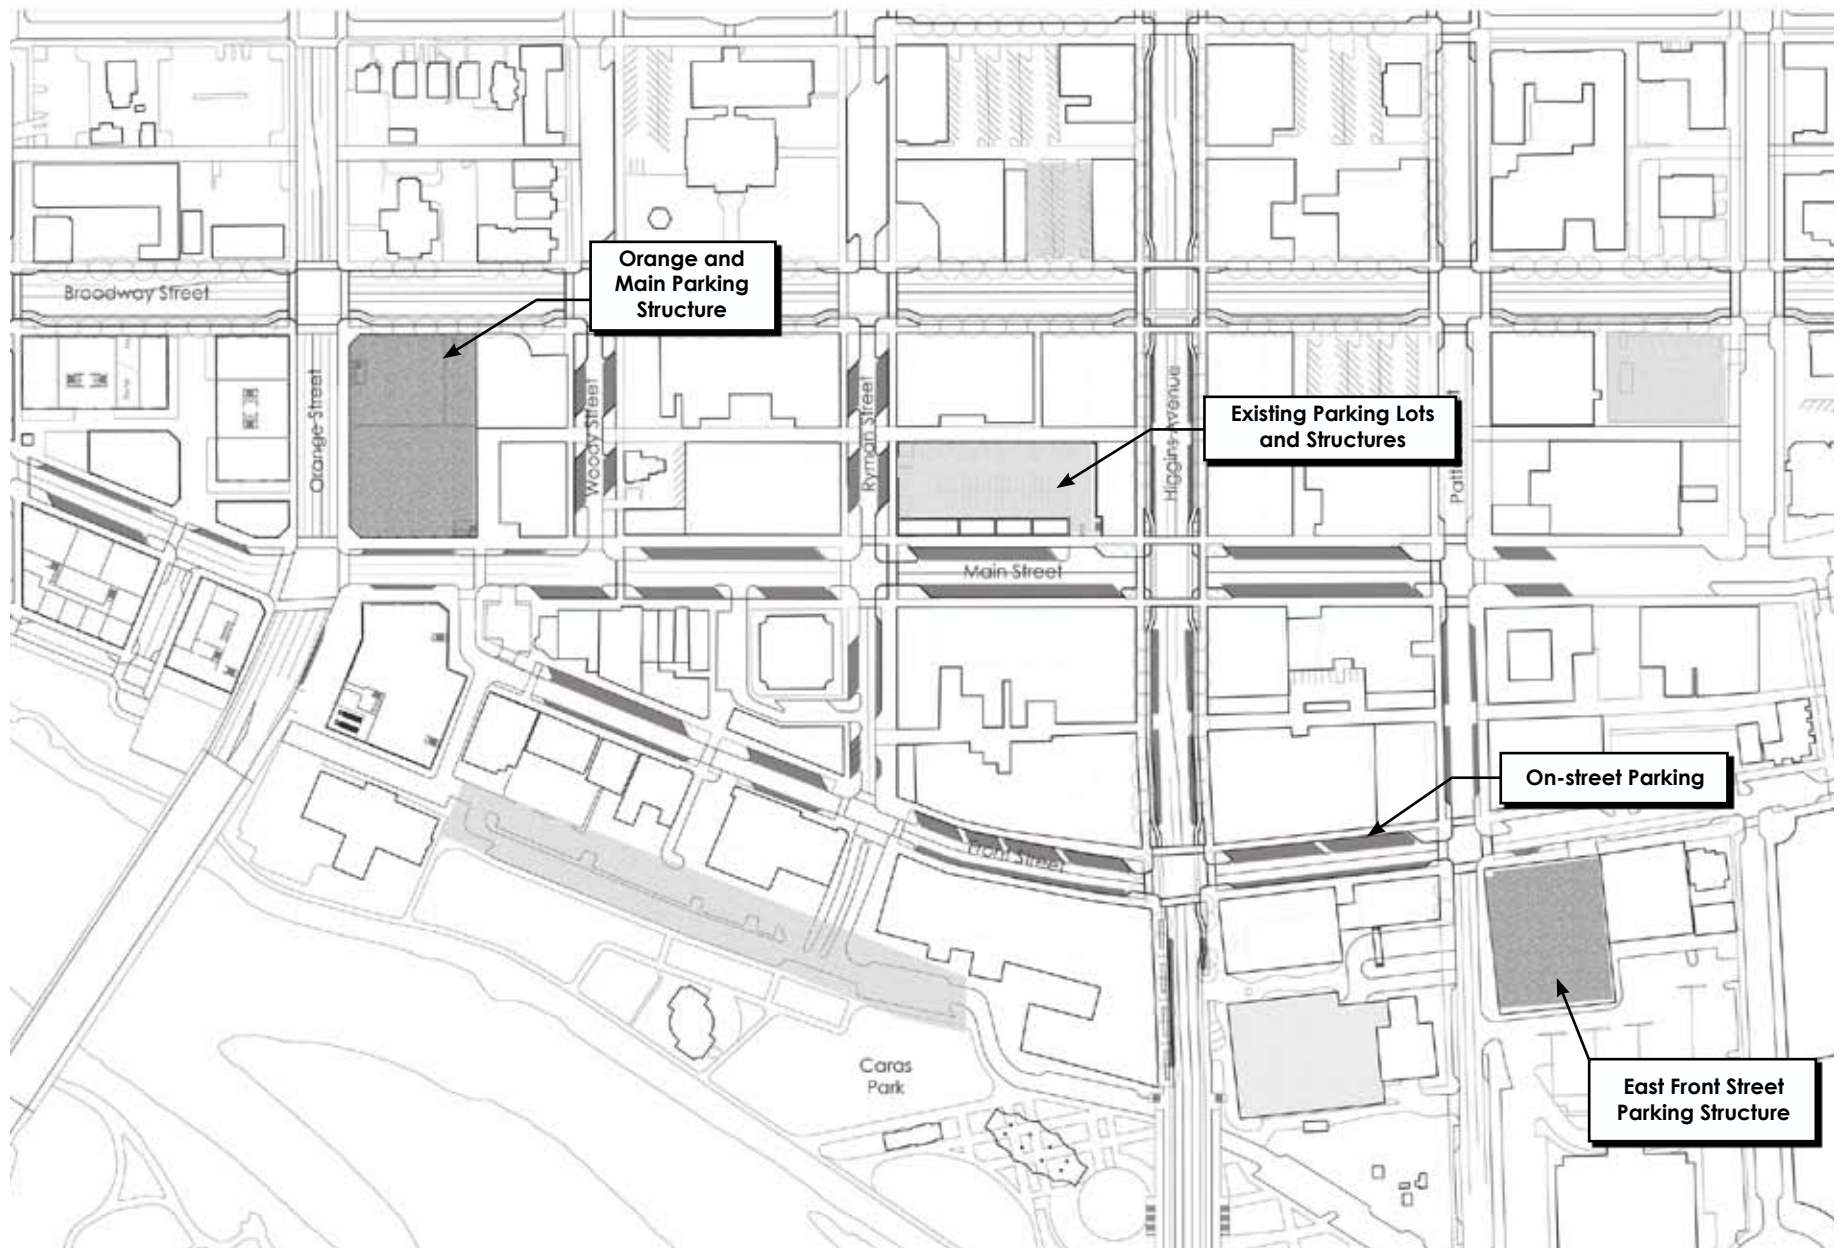 Orange and
Main Parking
Structure
Broadway Street
Orange Street
Woody Street
Ryman Street
Higgins Avenue
Existing Parking Lots
and Structures
Patt
Main Street
On-street Parking
Front Street
Caras
Park
East Front Street
Parking Structure